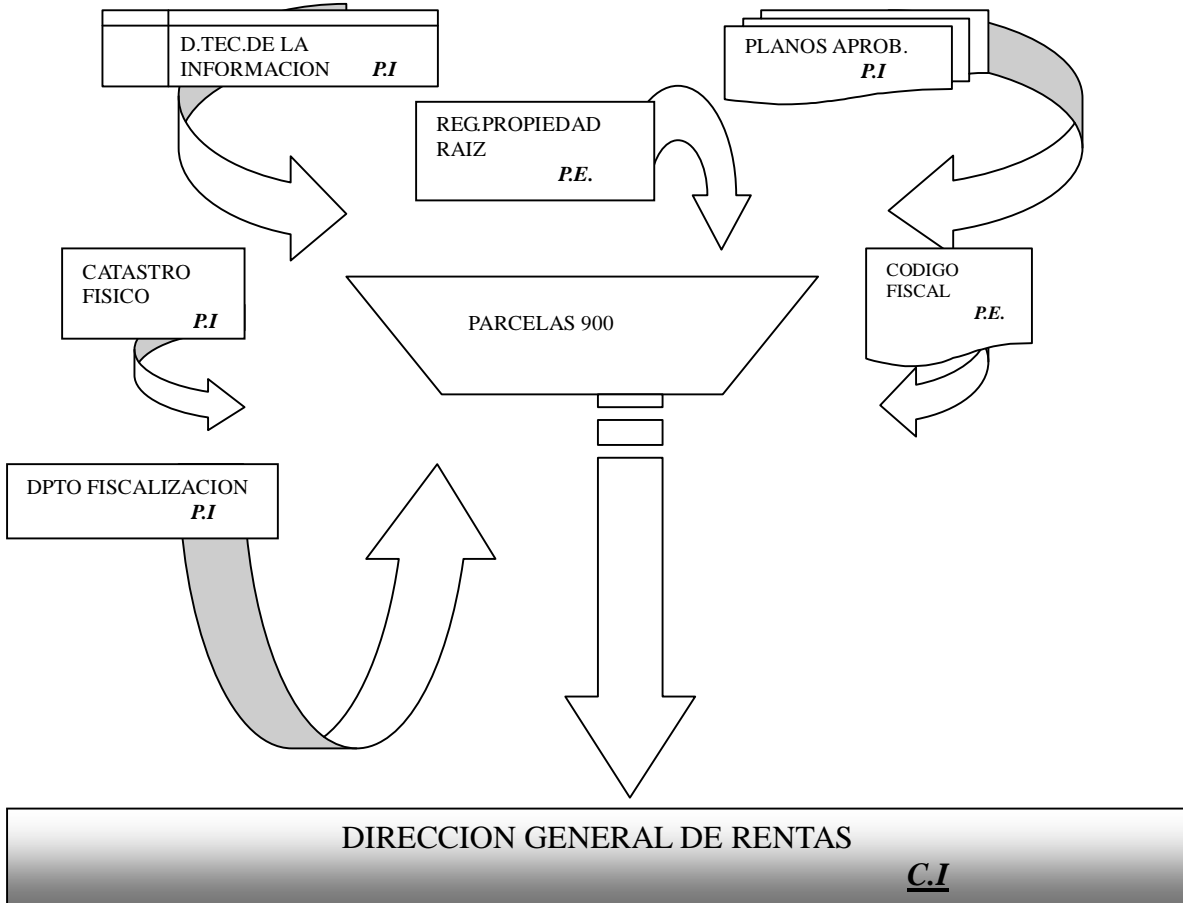 D.TEC.DE LA
INFORMACION P.I
PLANOS APROB.
P.I
REG.PROPIEDAD
RAIZ
P.E.
CATASTRO
FISICO
P.I
PARCELAS 900
CODIGO
FISCAL
P.E.
DPTO FISCALIZACION
P.I
DIRECCION GENERAL DE RENTAS
C.I